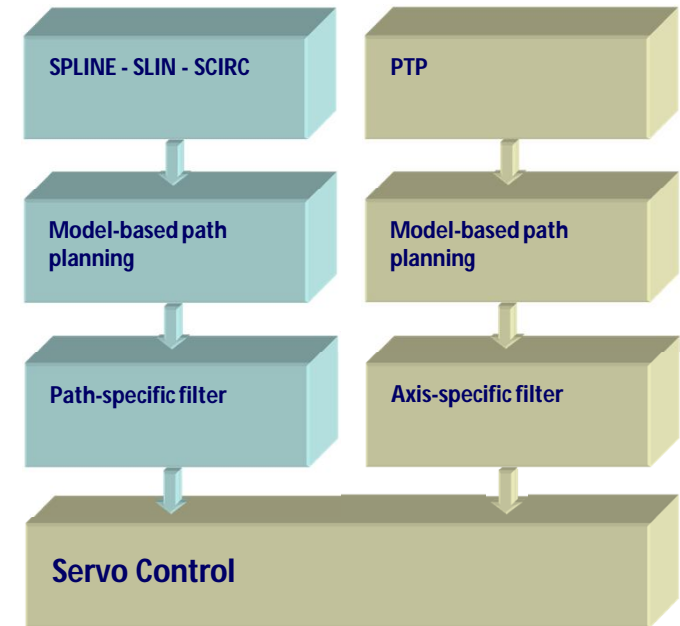 SPLINE - SLIN - SCIRC
PTP
Model-based path
planning
Model-based path
planning
Path-specific filter
Axis-specific filter
Servo Control